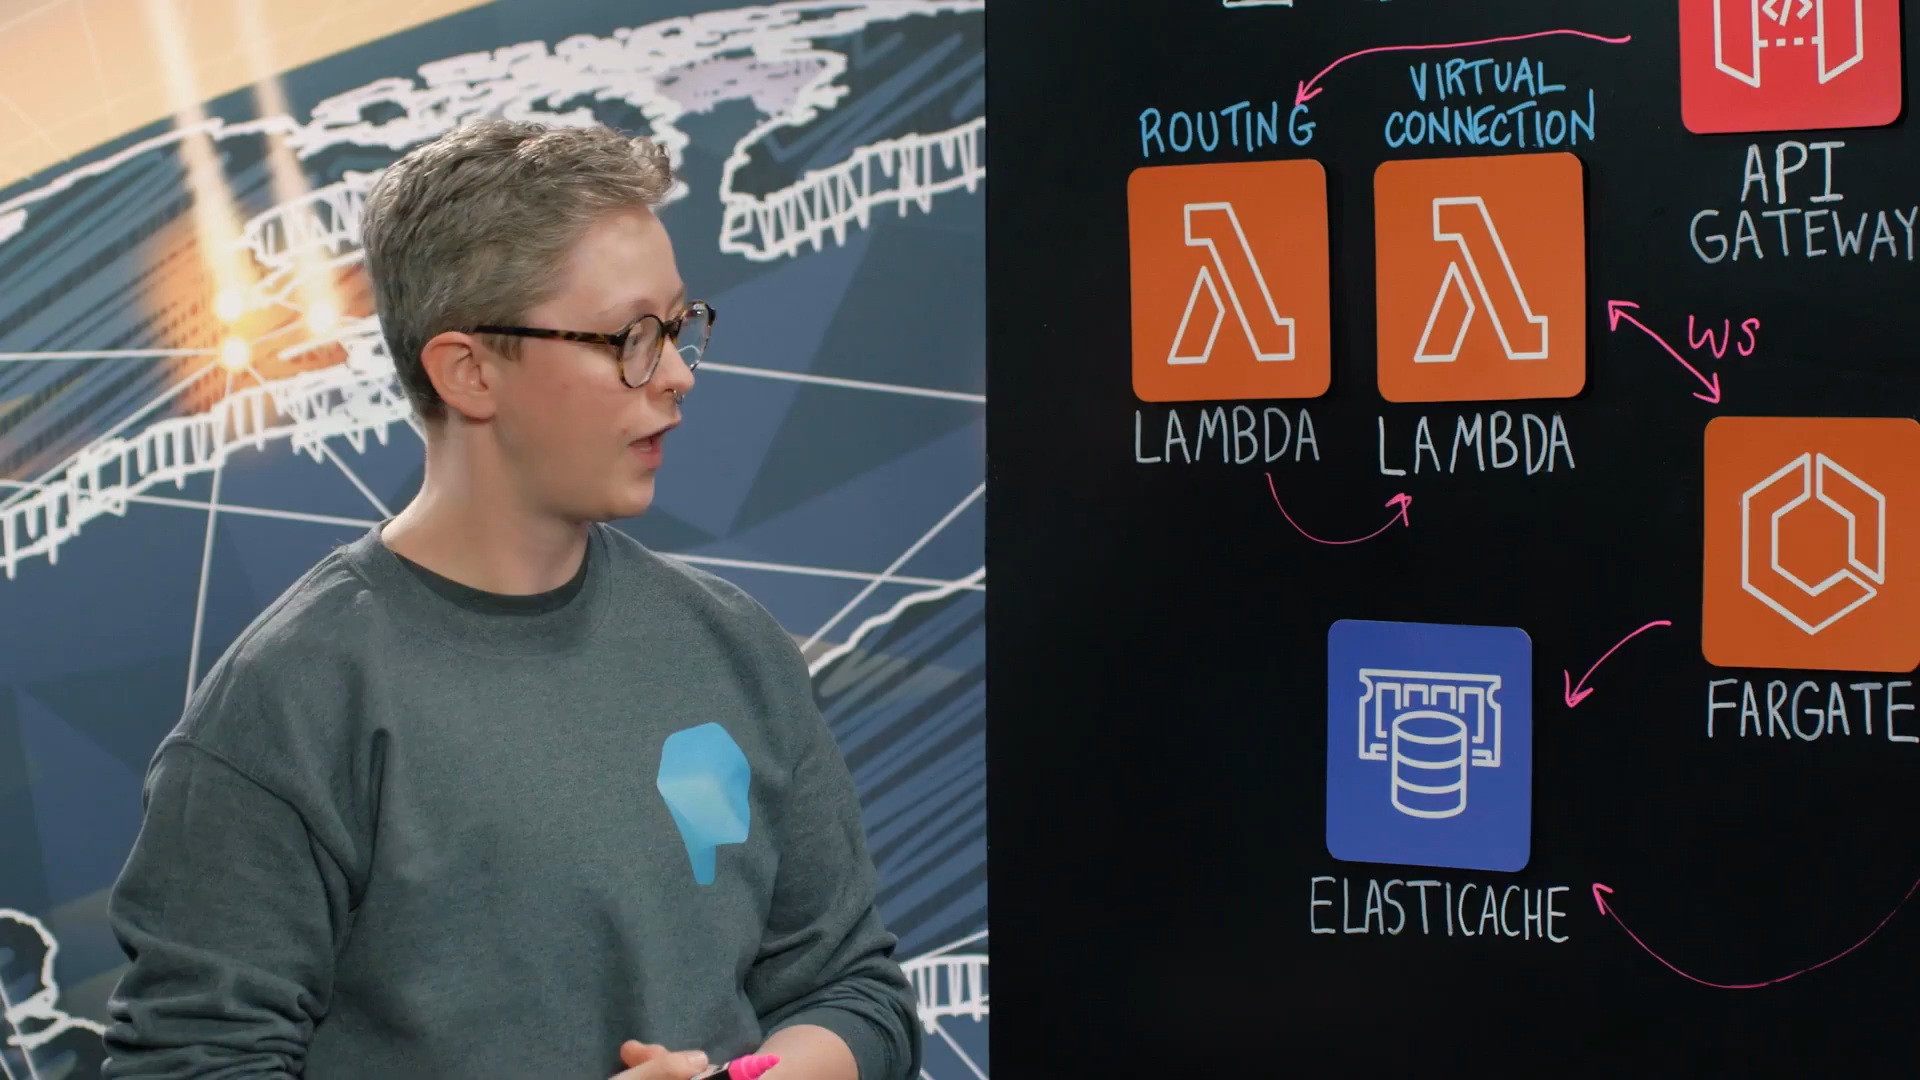 ROUTING
VIRTUAL
CONNECTION
API
GATEWAY
LAMBDA
LAMBDA
WS
FARGATE
ELASTICACHE